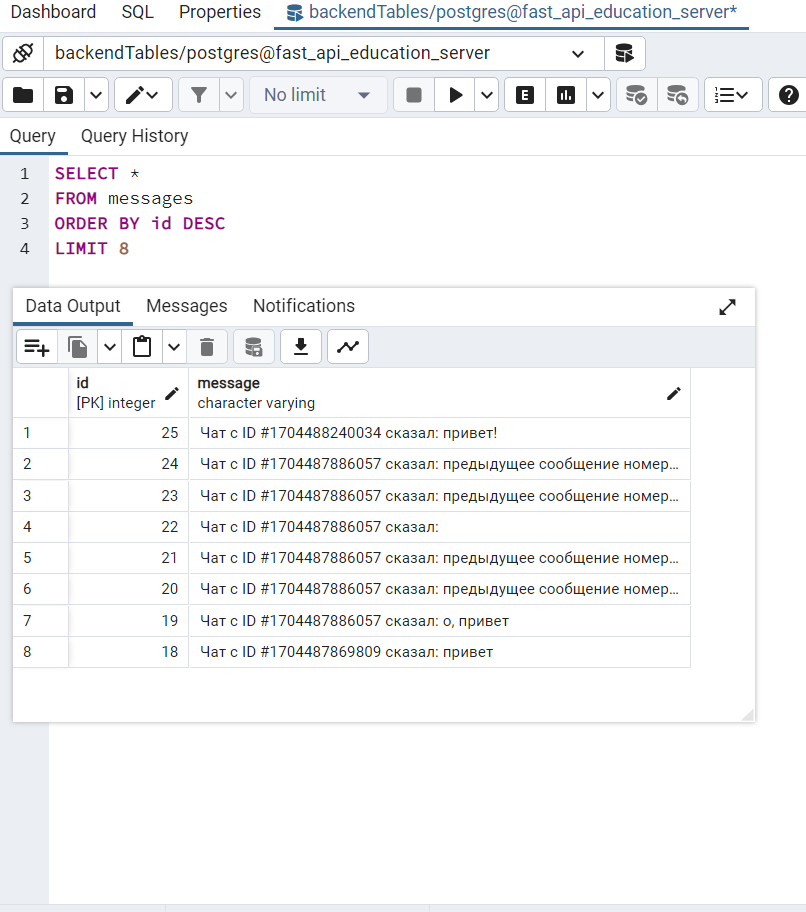 Dashboard SQL Properties backendTables/postgres@fast_api_education_server*
backendTables/postgres@fast_api_education_server
No limit E
Query Query History
1 SELECT *
2 FROM messages
3 ORDER BY id DESC
4 LIMIT 8
Data Output Messages Notifications
id message
[PK] integer character varying
1 25 Чат с ID #1704488240034 сказал: привет!
2 24 Чат с ID #1704487886057 сказал: предыдущее сообщение номер...
3 23 Чат с ID #1704487886057 сказал: предыдущее сообщение номер...
4 22 Чат с ID #1704487886057 сказал:
5 21 Чат с ID #1704487886057 сказал: предыдущее сообщение номер...
6 20 Чат с ID #1704487886057 сказал: предыдущее сообщение номер...
7 19 Чат с ID #1704487886057 сказал: о, привет
8 18 Чат с ID #1704487869809 сказал: привет